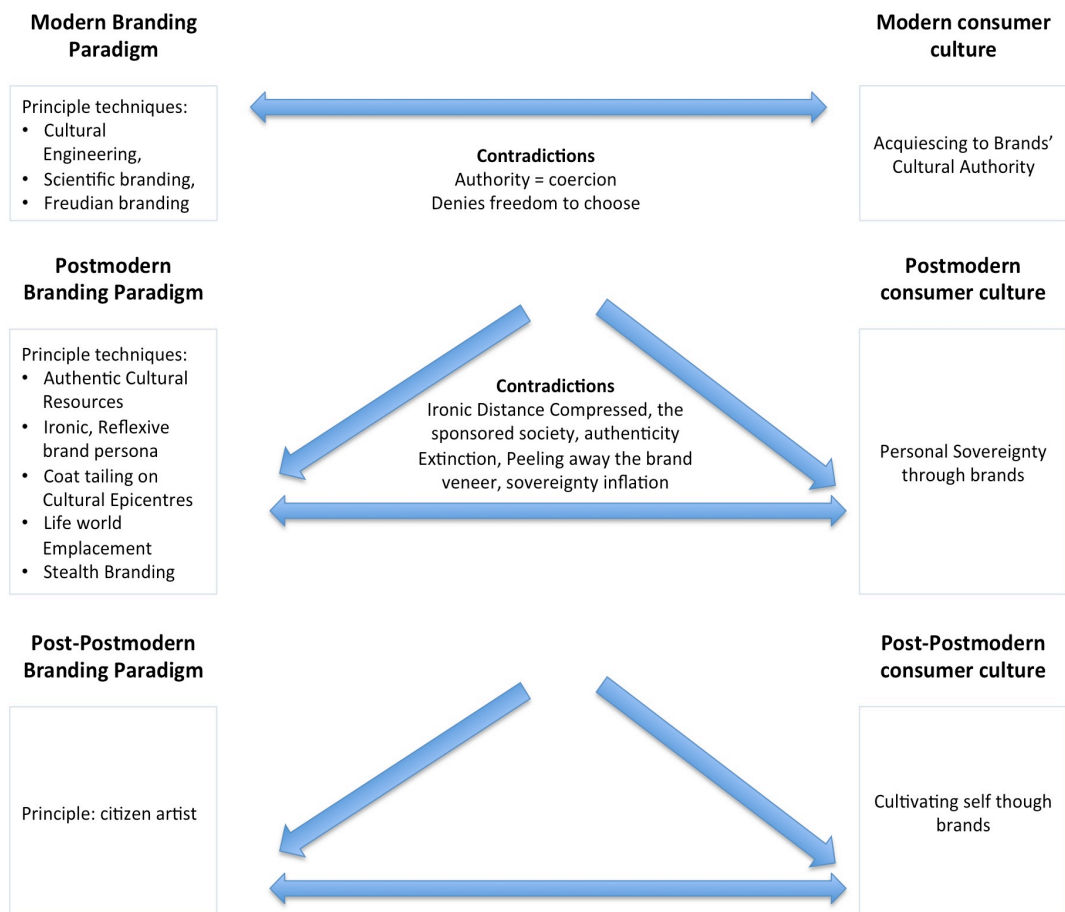 Modern Branding
Paradigm
Modern consumer
culture
Principle techniques:
• Cultural
Engineering,
• Scientific branding,
• Freudian branding
Contradictions
Authority = coercion
Denies freedom to choose
Acquiescing to Brands'
Cultural Authority
Postmodern
Branding Paradigm
Postmodern
consumer culture
Principle techniques:
• Authentic Cultural
Resources
• Ironic, Reflexive
brand persona
• Coat tailing on
Cultural Epicentres
• Life world
Emplacement
• Stealth Branding
Contradictions
Ironic Distance Compressed, the
sponsored society, authenticity
Extinction, Peeling away the brand
veneer, sovereignty inflation
Personal Sovereignty
through brands
Post-Postmodern
Branding Paradigm
Post-Postmodern
consumer culture
Principle: citizen artist
Cultivating self though
brands